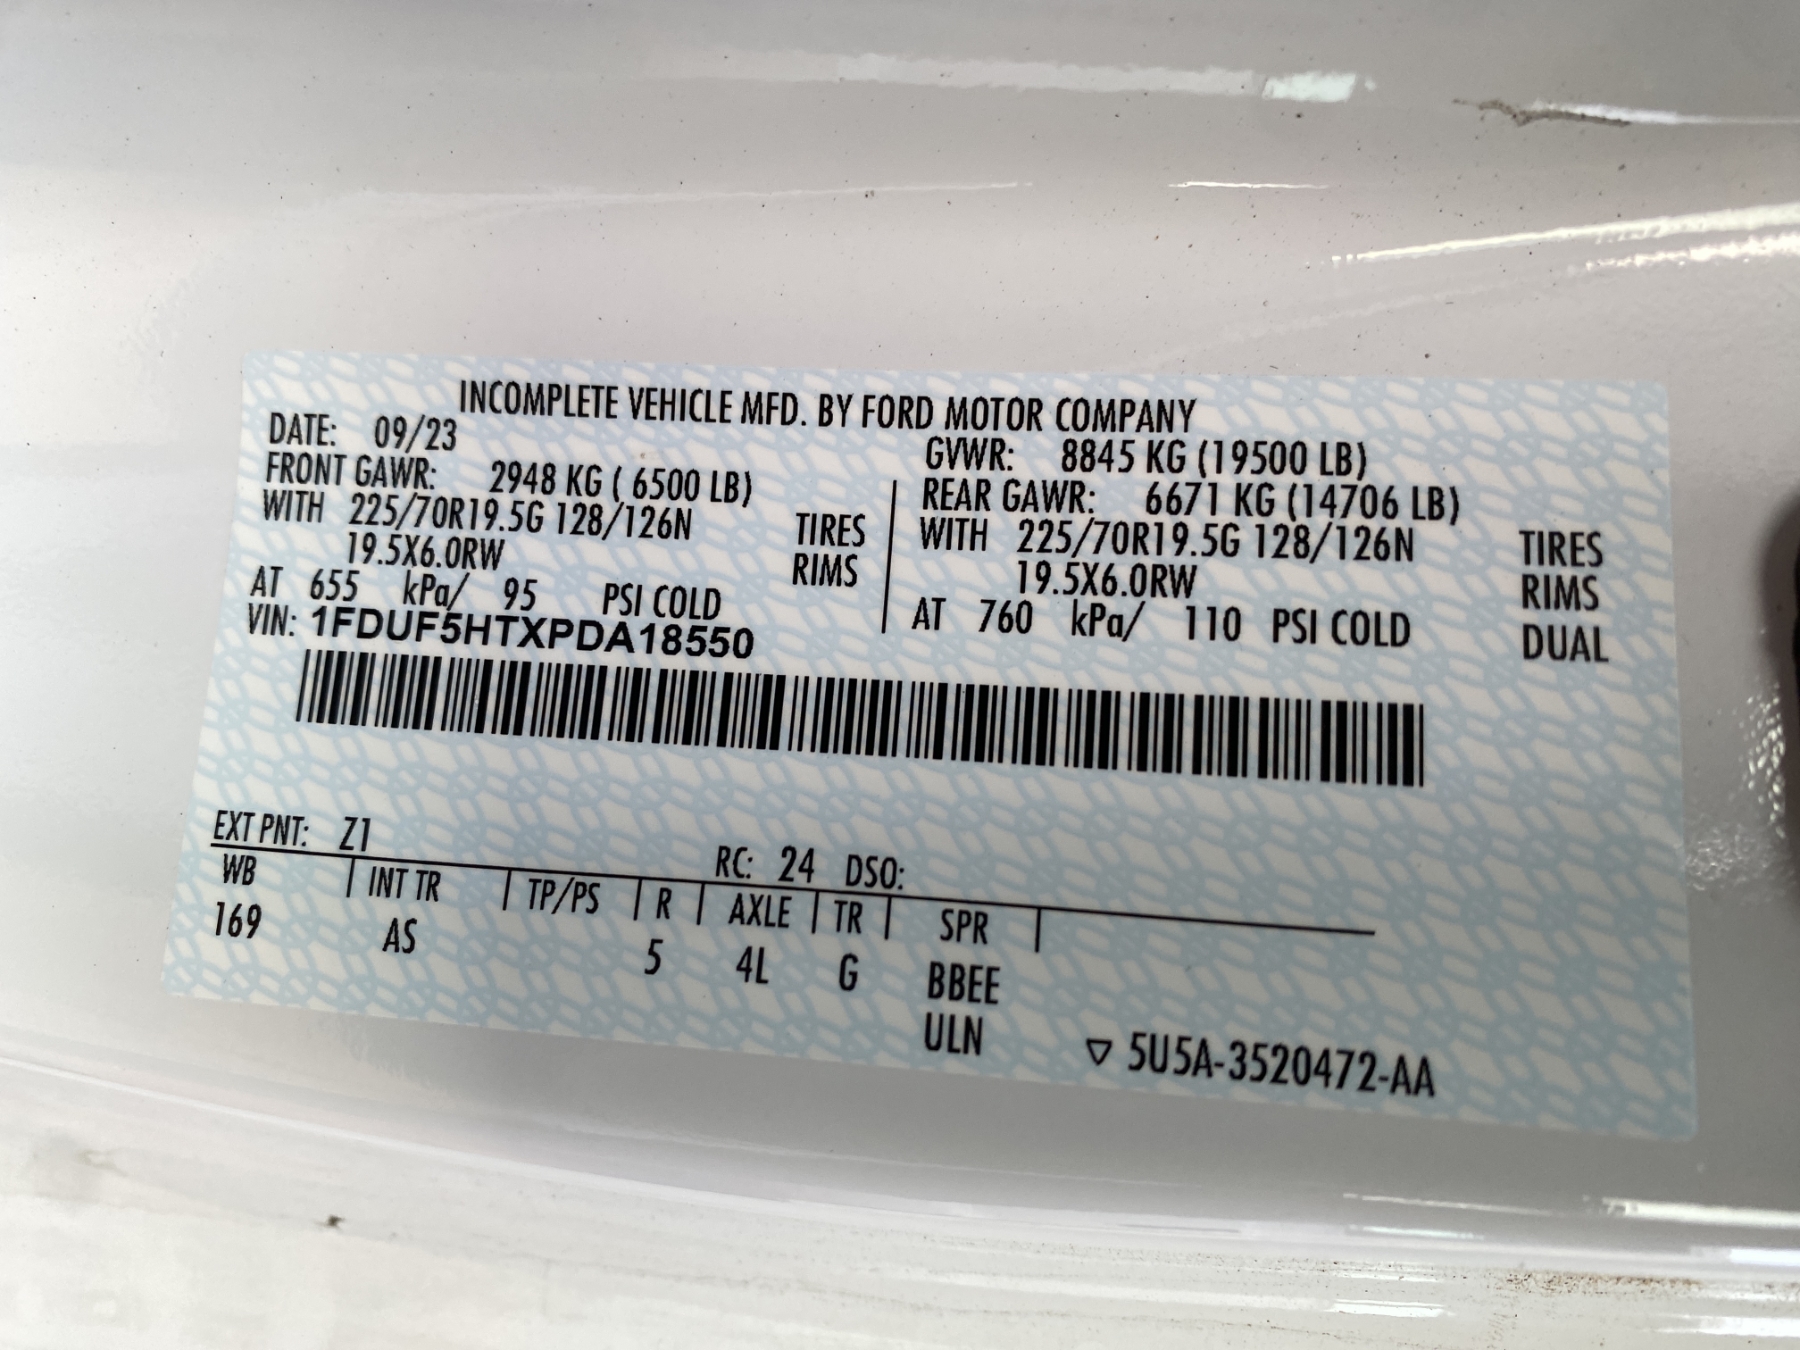 INCOMPLETE VEHICLE MFD. BY FORD MOTOR COMPANY
DATE: 09/23 GVWR: 8845 KG (19500 LB)
FRONT GAWR: 2948 KG ( 6500 LB) REAR GAWR: 6671 KG (14706 LB)
WITH 225/70R19.5G 128/126N TIRES WITH 225/70R19.5G 128/126N TIRES
19.5X6.0RW RIMS 19.5X6.0RW RIMS
AT 655 kPa/ 95 PSI COLD AT 760 kPa/ 110 PSI COLD DUAL
VIN: 1FDUF5HTXPDA18550
EXT PNT: Z1 RC: 24 DSO:
WB INT TR TP/PS R AXLE TR SPR
169 AS 5 4L G BBEE
ULN ▽ 5U5A-3520472-AA